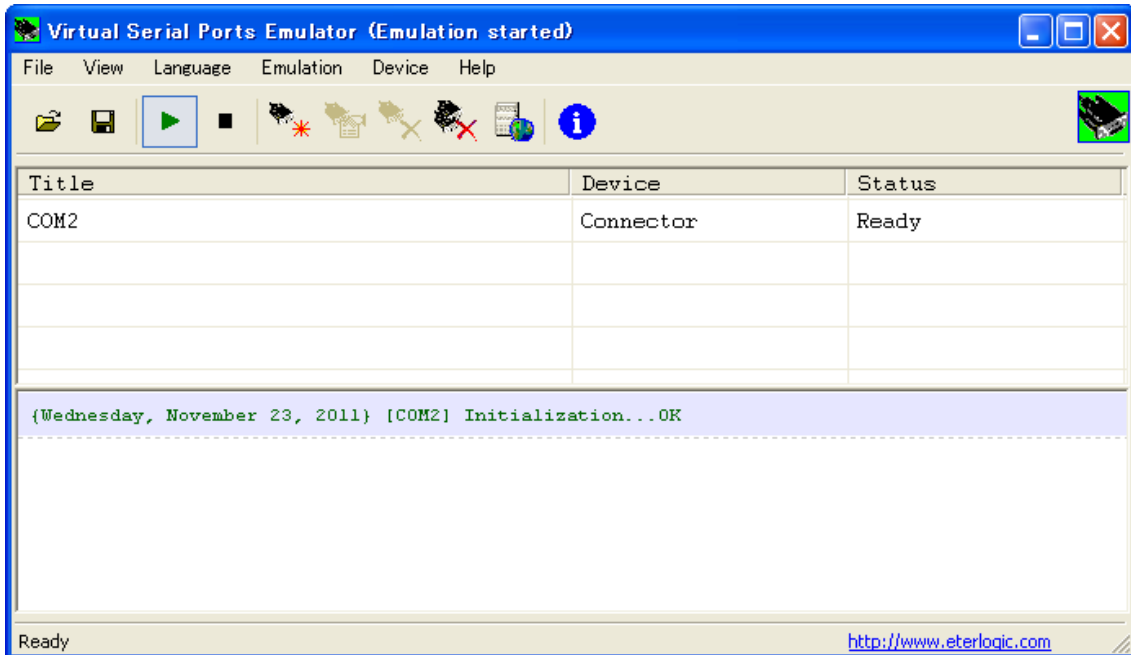 Virtual Serial Ports Emulator (Emulation started)
File View Language Emulation Device Help
Title Device Status
COM2 Connector Ready
{Wednesday, November 23, 2011} [COM2] Initialization...OK
Ready http://www.eterlogic.com